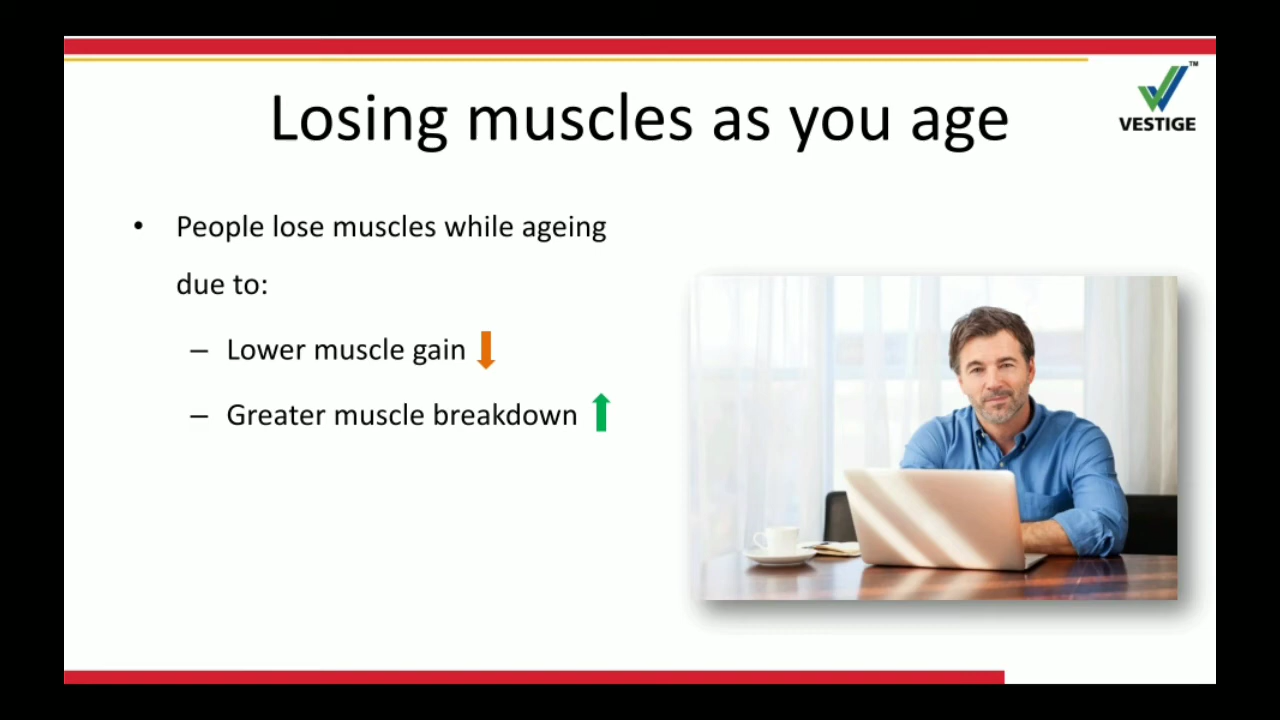 TM
VESTIGE
Losing muscles as you age
• People lose muscles while ageing
due to:
– Lower muscle gain
– Greater muscle breakdown